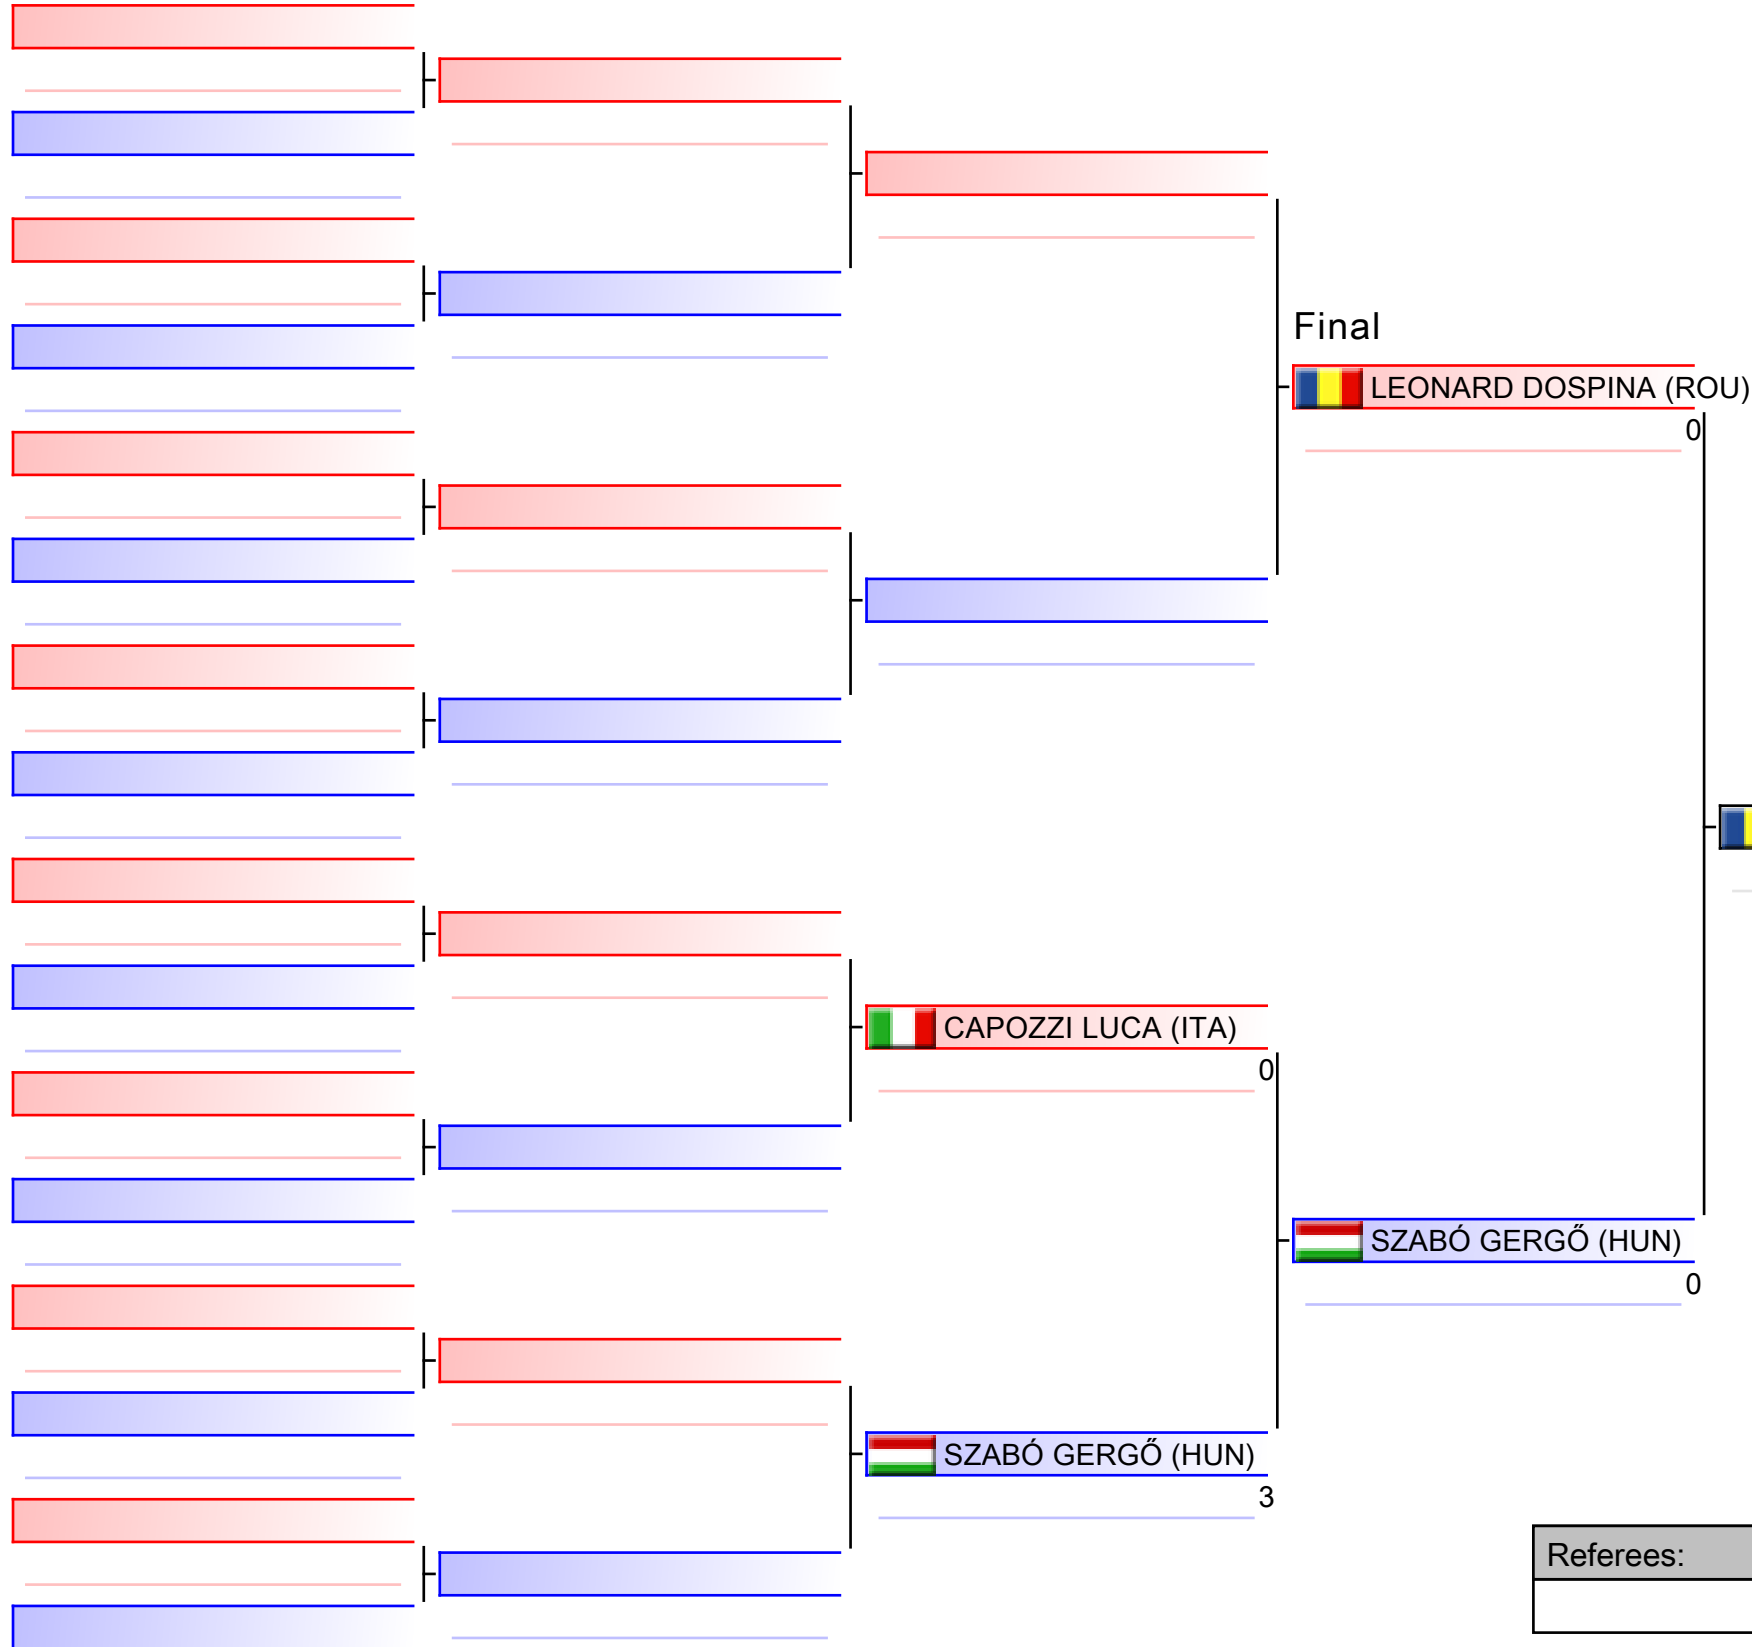 Final
LEONARD DOSPINA (ROU)
0
CAPOZZI LUCA (ITA)
0
SZABÓ GERGŐ (HUN)
0
SZABÓ GERGŐ (HUN)
3
Referees: